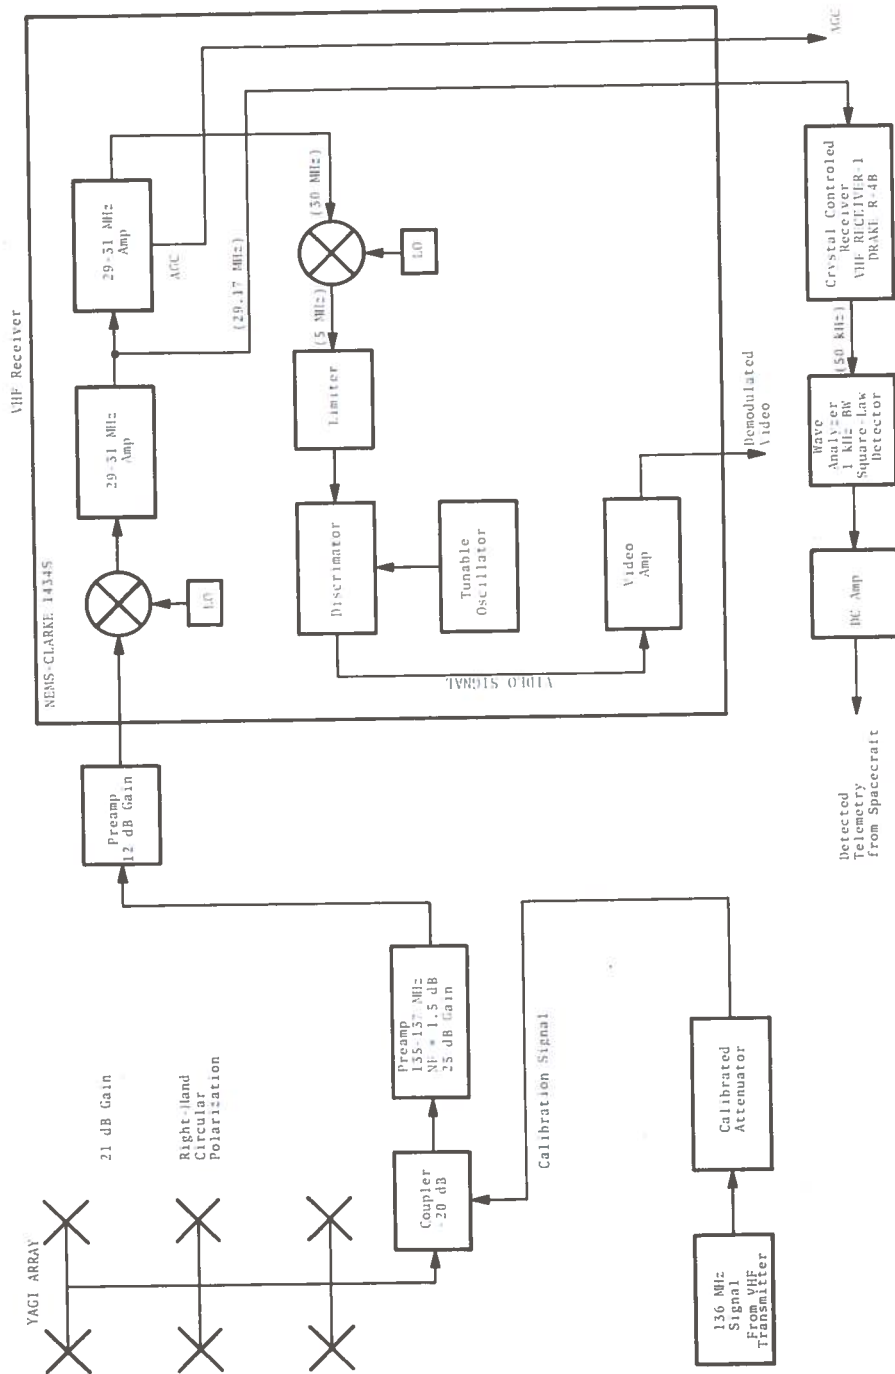 YAGI ARRAY
21 dB Gain
Right-Hand
Circular
Polarization
Coupler
-20 dB
Preamp
135-137 MHz
NF = 1.5 dB
25 dB Gain
Preamp
12 dB Gain
136 MHz
Signal
From VHF
Transmitter
Calibrated
Attenuator
Calibration Signal
VHF Receiver
NEMS-CLARKE 1434S
LO
29-31 MHz
Amp
29-31 MHz
Amp
AGC
(29.17 MHz)
(30 MHz)
LO
(5 MHz)
Limiter
Discrimator
Tunable
Oscillator
VIDEO SIGNAL
Video
Amp
Demodulated
Video
AGC
Crystal Controled
Receiver
VHF RECEIVER-1
DRAKE R-4B
(50 kHz)
Wave
Analyzer
1 kHz BW
Square-Law
Detector
DC Amp
Detected
Telemetry
from Spacecraft